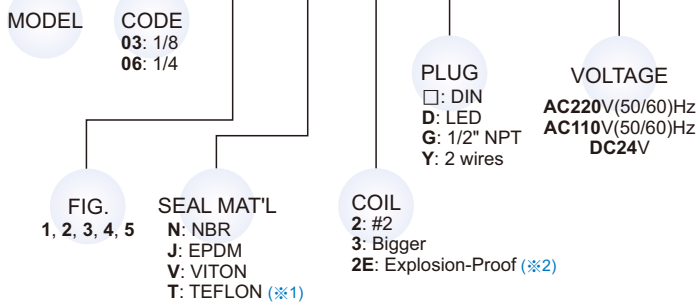 MODEL
CODE
03: 1/8
06: 1/4
PLUG
□: DIN
D: LED
G: 1/2" NPT
Y: 2 wires
VOLTAGE
AC220V(50/60)Hz
AC110V(50/60)Hz
DC24V
FIG.
1, 2, 3, 4, 5
SEAL MAT'L
N: NBR
J: EPDM
V: VITON
T: TEFLON (※1)
COIL
2: #2
3: Bigger
2E: Explosion-Proof (※2)